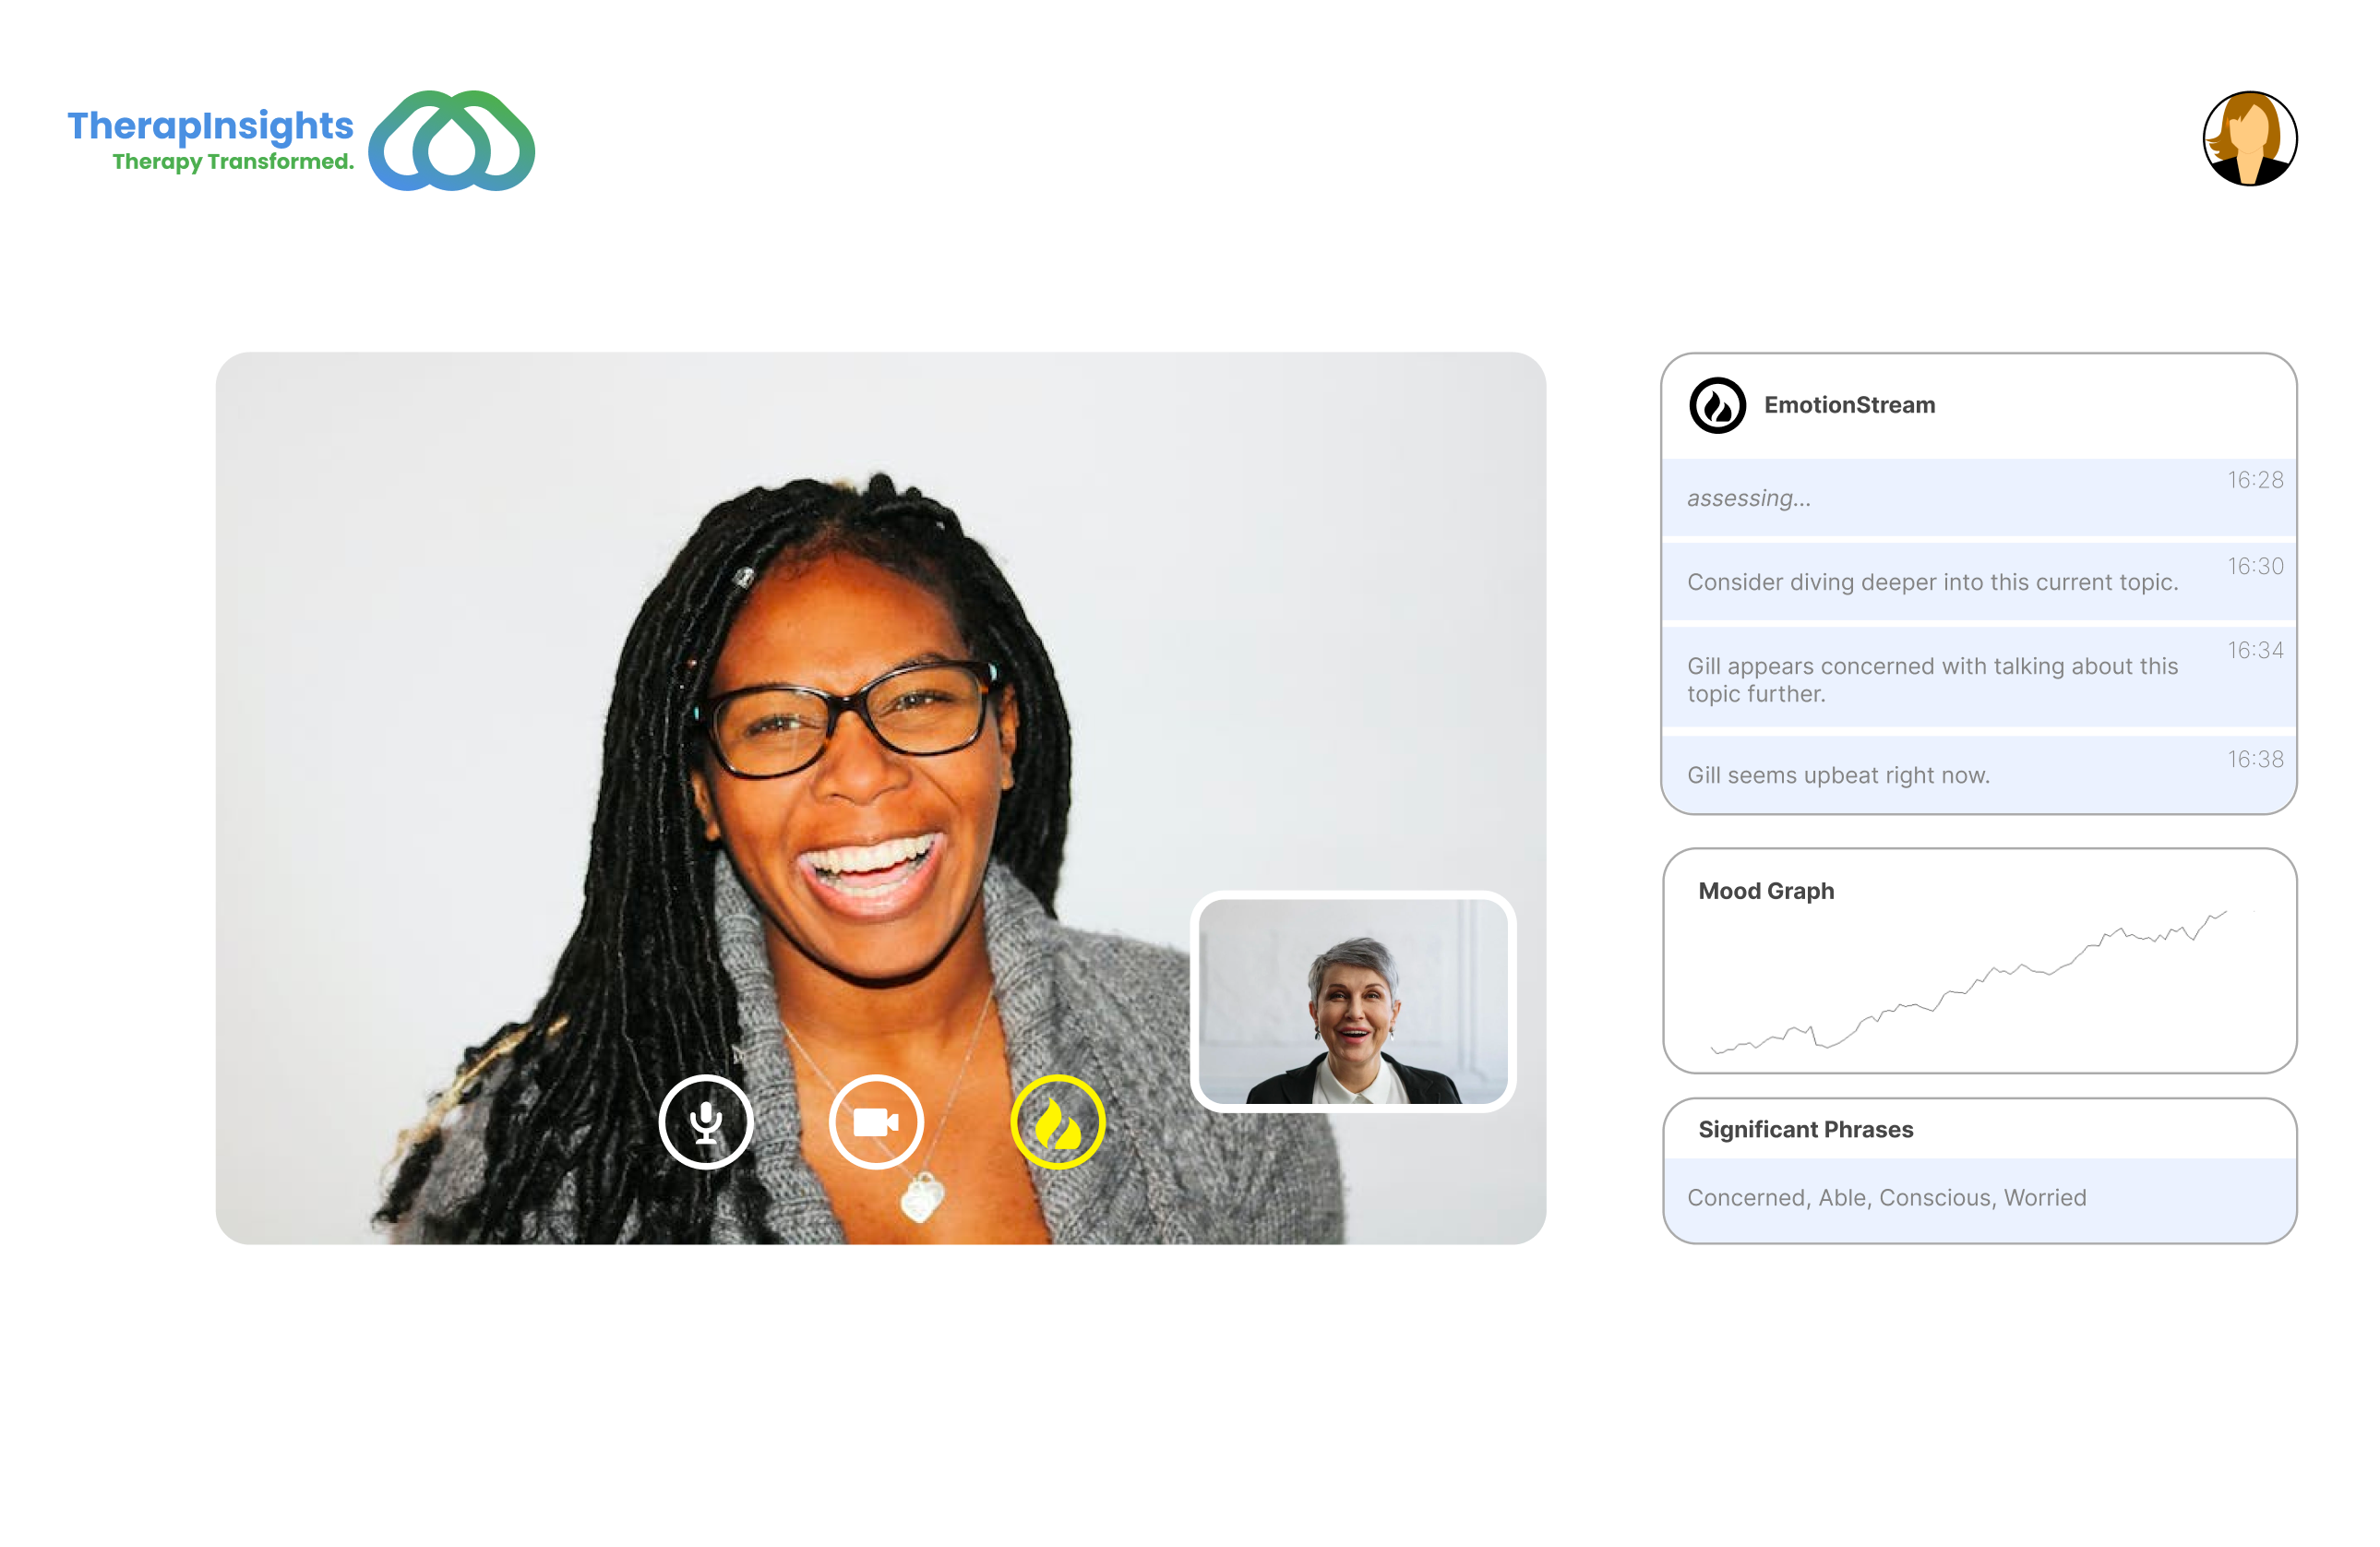 TherapInsights
Therapy Transformed.
EmotionStream
16:28
assessing...
16:30
Consider diving deeper into this current topic.
16:34
Gill appears concerned with talking about this
topic further.
16:38
Gill seems upbeat right now.
Mood Graph
Significant Phrases
Concerned, Able, Conscious, Worried